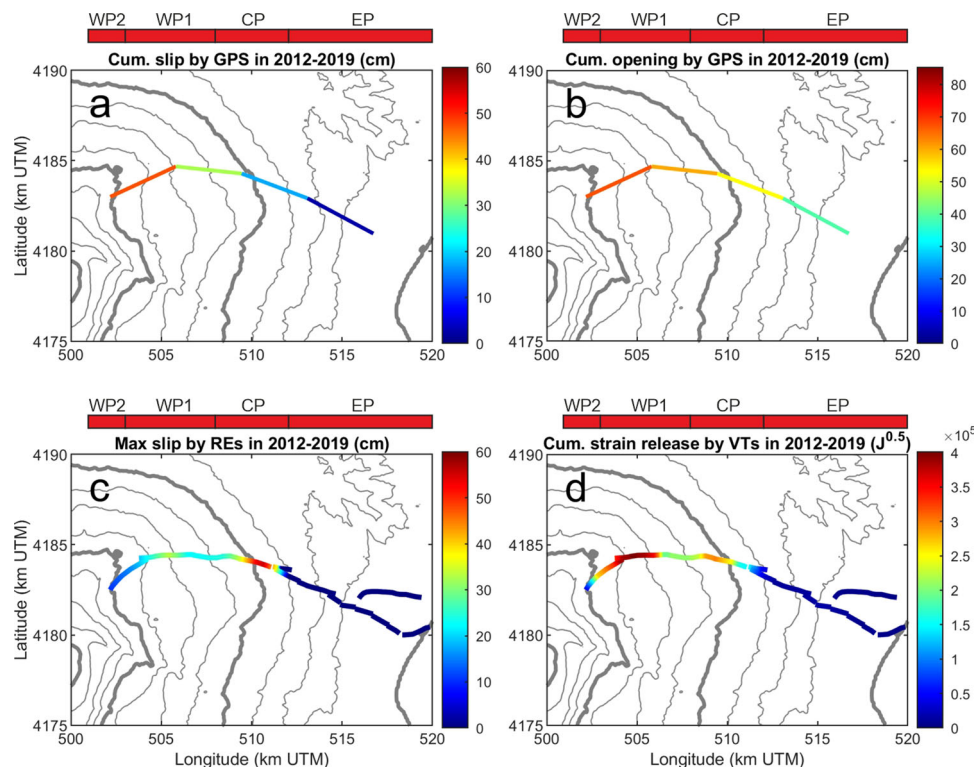 WP2 WP1 CP EP
Cum. slip by GPS in 2012-2019 (cm)
a
4190
4185
4180
4175
Latitude (km UTM)
500 505 510 515 520
60
50
40
30
20
10
0
WP2 WP1 CP EP
Cum. opening by GPS in 2012-2019 (cm)
b
4190
4185
4180
4175
500 505 510 515 520
80
70
60
50
40
30
20
10
0
WP2 WP1 CP EP
Max slip by REs in 2012-2019 (cm)
c
4190
4185
4180
4175
Latitude (km UTM)
500 505 510 515 520
Longitude (km UTM)
60
50
40
30
20
10
0
WP2 WP1 CP EP
Cum. strain release by VTs in 2012-2019 (J^0.5)
d
4190
4185
4180
4175
500 505 510 515 520
Longitude (km UTM)
×10^5
4
3.5
3
2.5
2
1.5
1
0.5
0